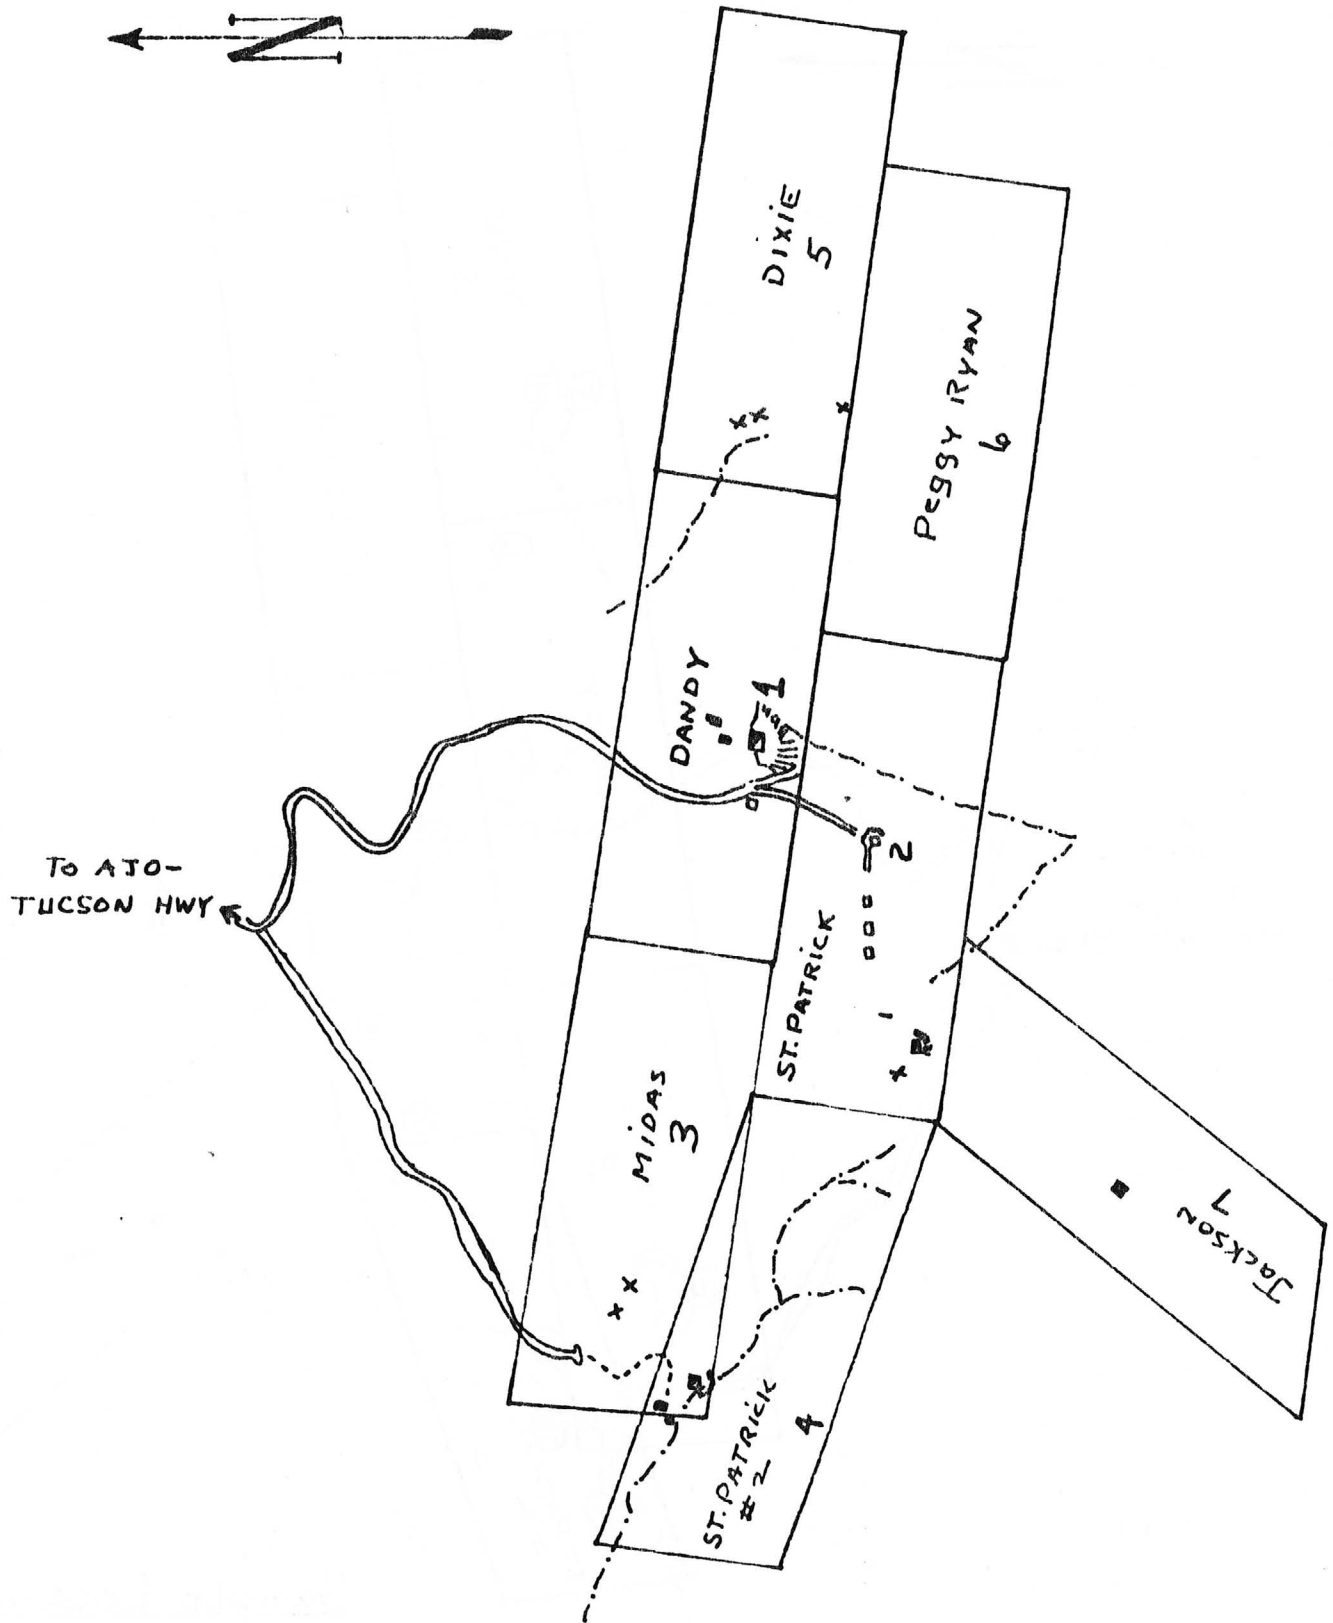 N
DIXIE
5
Peggy RYAN
6
DANDY
1
To AJO-
TUCSON HWY
2
ST. PATRICK
MIDAS
3
Jackson
7
ST. PATRICK
#2 4